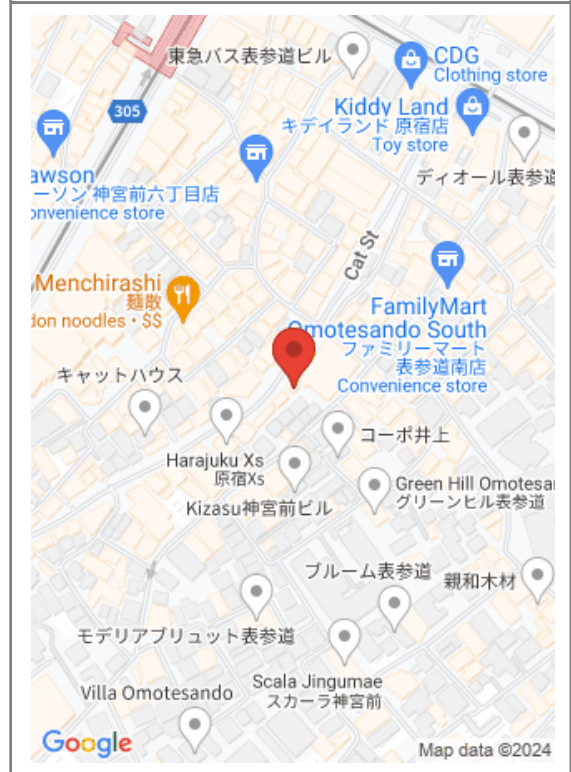 東急バス表参道ビル
CDG
Clothing store
Kiddy Land
キデイランド 原宿店
Toy store
305
awson
ーソン 神宮前六丁目店
onvenience store
ディオール表参道
Cat St
Menchirashi
麺散
don noodles • $$
FamilyMart
Omotesando South
ファミリーマート
表参道南店
Convenience store
キャットハウス
Harajuku Xs
原宿Xs
コーポ井上
Kizasu神宮前ビル
Green Hill Omotesa
グリーンヒル表参道
ブルーム表参道
親和木材
モデリアブリュット表参道
Scala Jingumae
スカーラ神宮前
Villa Omotesando
Google
Map data ©2024